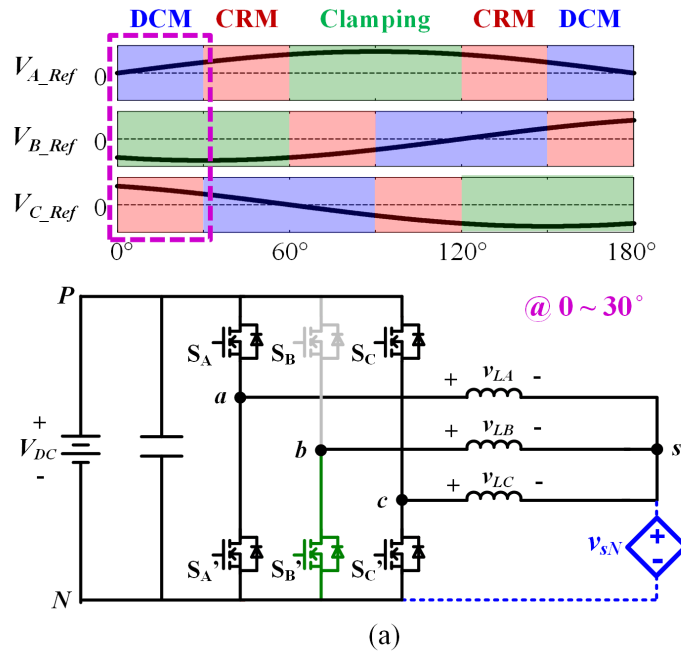 DCM CRM Clamping CRM DCM
V_A_Ref 0
V_B_Ref 0
V_C_Ref 0
0° 60° 120° 180°
@ 0 ~ 30°
P
S_A S_B S_C
a
+ v_LA -
+ V_DC -
b
+ v_LB -
s
c
+ v_LC -
S_A' S_B' S_C'
v_sN + -
N
(a)